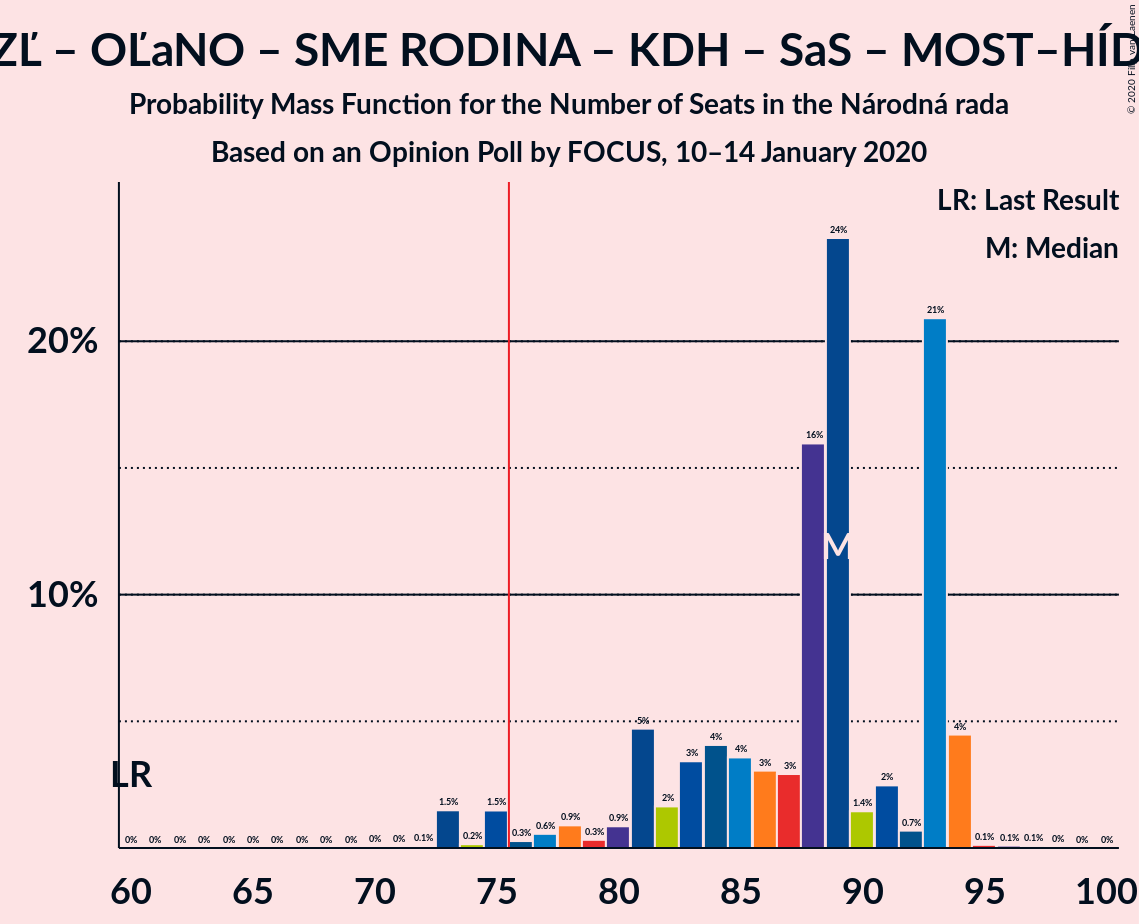 ZĽ – OĽaNO – SME RODINA – KDH – SaS – MOST–HÍD
Probability Mass Function for the Number of Seats in the Národná rada
Based on an Opinion Poll by FOCUS, 10–14 January 2020
© 2020 Filip van Laenen
LR: Last Result
M: Median
20%
10%
LR
M
0% 0% 0% 0% 0% 0% 0% 0% 0% 0% 0% 0% 0.1% 1.5% 0.2% 1.5% 0.3% 0.6% 0.9% 0.3% 0.9% 5% 2% 3% 4% 4% 3% 3% 16% 24% 1.4% 2% 0.7% 21% 4% 0.1% 0.1% 0.1% 0% 0% 0%
60 65 70 75 80 85 90 95 100